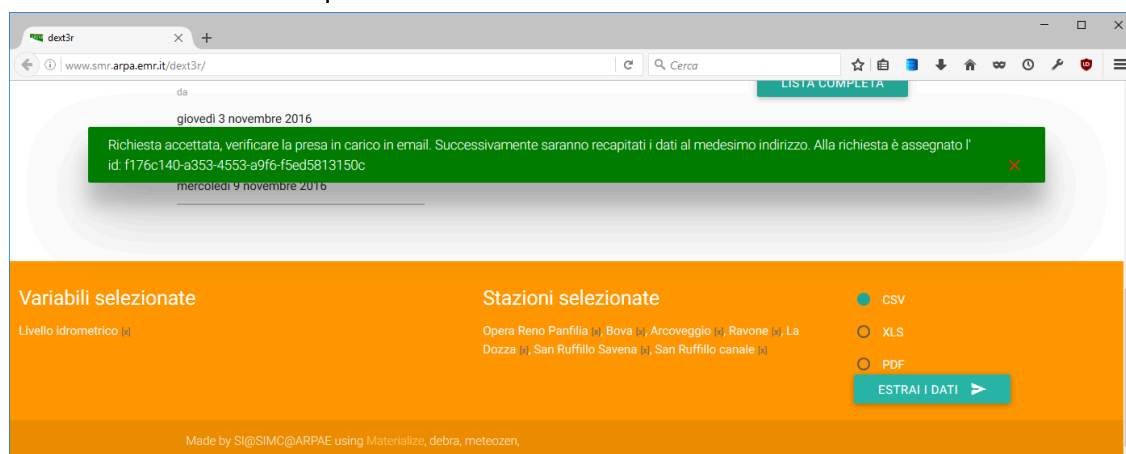 dext3r
www.smr.arpa.emr.it/dext3r/
Cerca
LISTA COMPLETA
da
giovedì 3 novembre 2016
Richiesta accettata, verificare la presa in carico in email. Successivamente saranno recapitati i dati al medesimo indirizzo. Alla richiesta è assegnato l'
id: f176c140-a353-4553-a9f6-f5ed5813150c
mercoledì 9 novembre 2016
Variabili selezionate
Livello idrometrico [x]
Stazioni selezionate
Opera Reno Panfilia [x], Bova [x], Arcoveggio [x], Ravone [x], La
Dozza [x], San Ruffillo Savena [x], San Ruffillo canale [x]
CSV
XLS
PDF
ESTRAI I DATI
Made by SI@SIMC@ARPAE using Materialize, debra, meteozen,